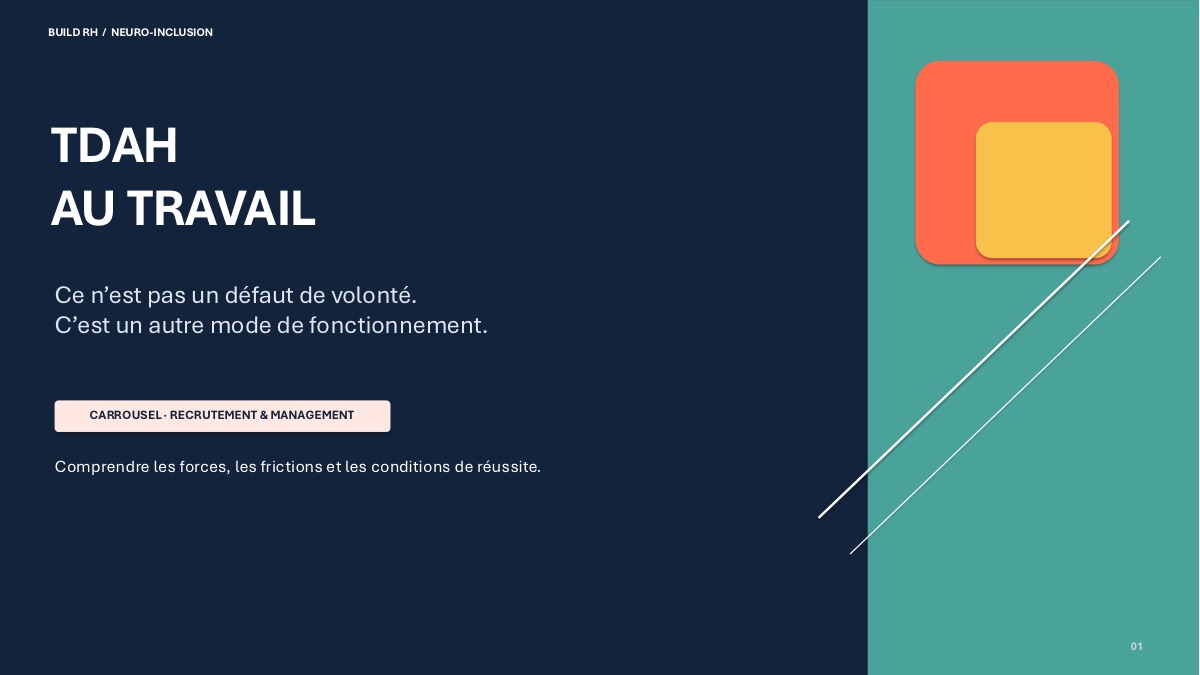 BUILD RH / NEURO-INCLUSION
TDAH
AU TRAVAIL
Ce n’est pas un défaut de volonté.
C’est un autre mode de fonctionnement.
CARROUSEL · RECRUTEMENT & MANAGEMENT
Comprendre les forces, les frictions et les conditions de réussite.
01